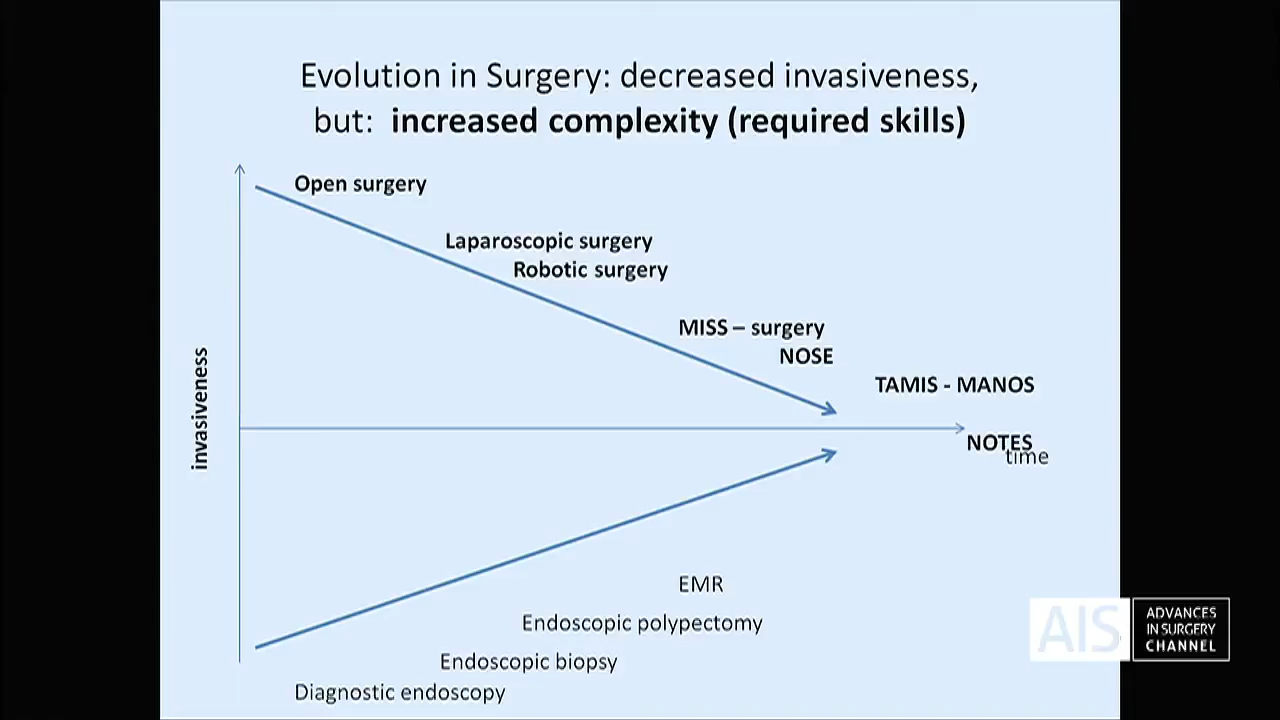 Evolution in Surgery: decreased invasiveness,
but: increased complexity (required skills)
Open surgery
Laparoscopic surgery
Robotic surgery
MISS – surgery
NOSE
TAMIS - MANOS
invasiveness
NOTES
time
EMR
Endoscopic polypectomy
Endoscopic biopsy
Diagnostic endoscopy
AIS
ADVANCES
IN SURGERY
CHANNEL